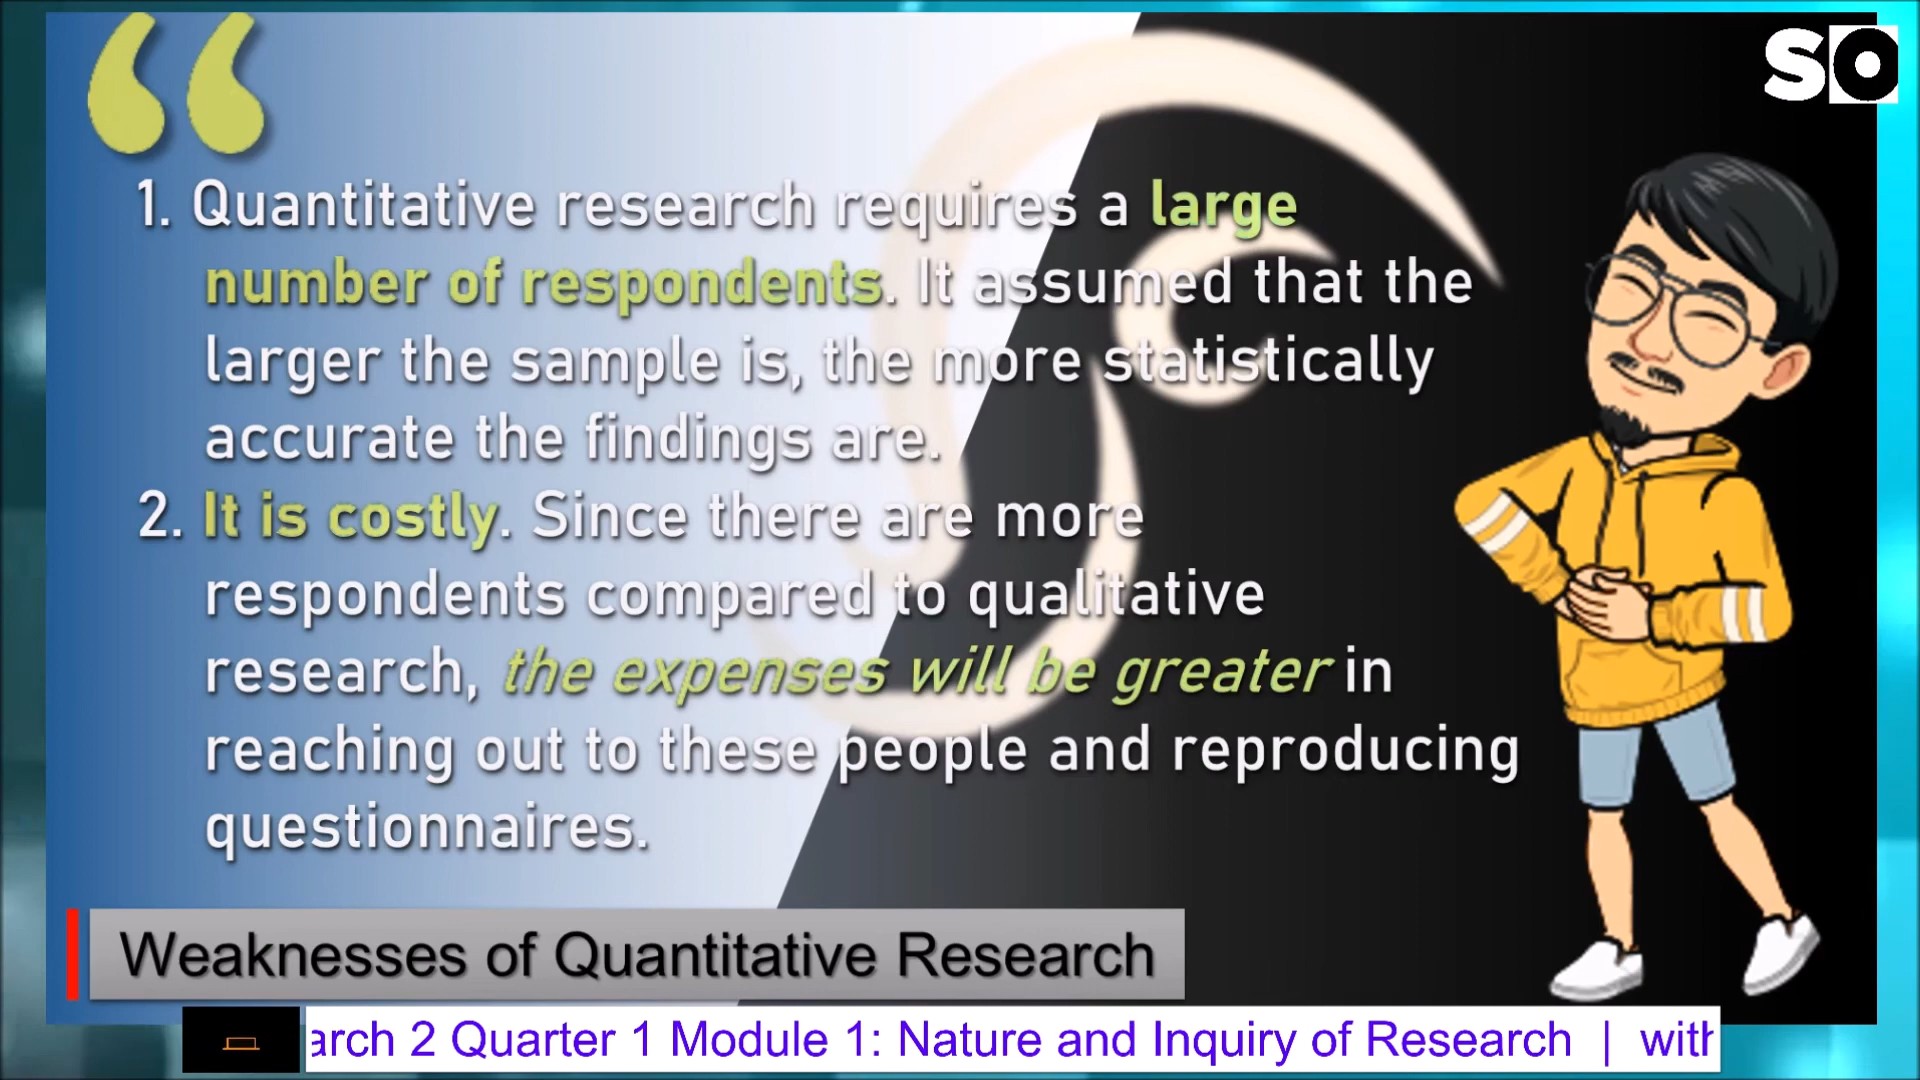 SO
1. Quantitative research requires a large
number of respondents. It assumed that the
larger the sample is, the more statistically
accurate the findings are.
2. It is costly. Since there are more
respondents compared to qualitative
research, the expenses will be greater in
reaching out to these people and reproducing
questionnaires.
Weaknesses of Quantitative Research
arch 2 Quarter 1 Module 1: Nature and Inquiry of Research | with